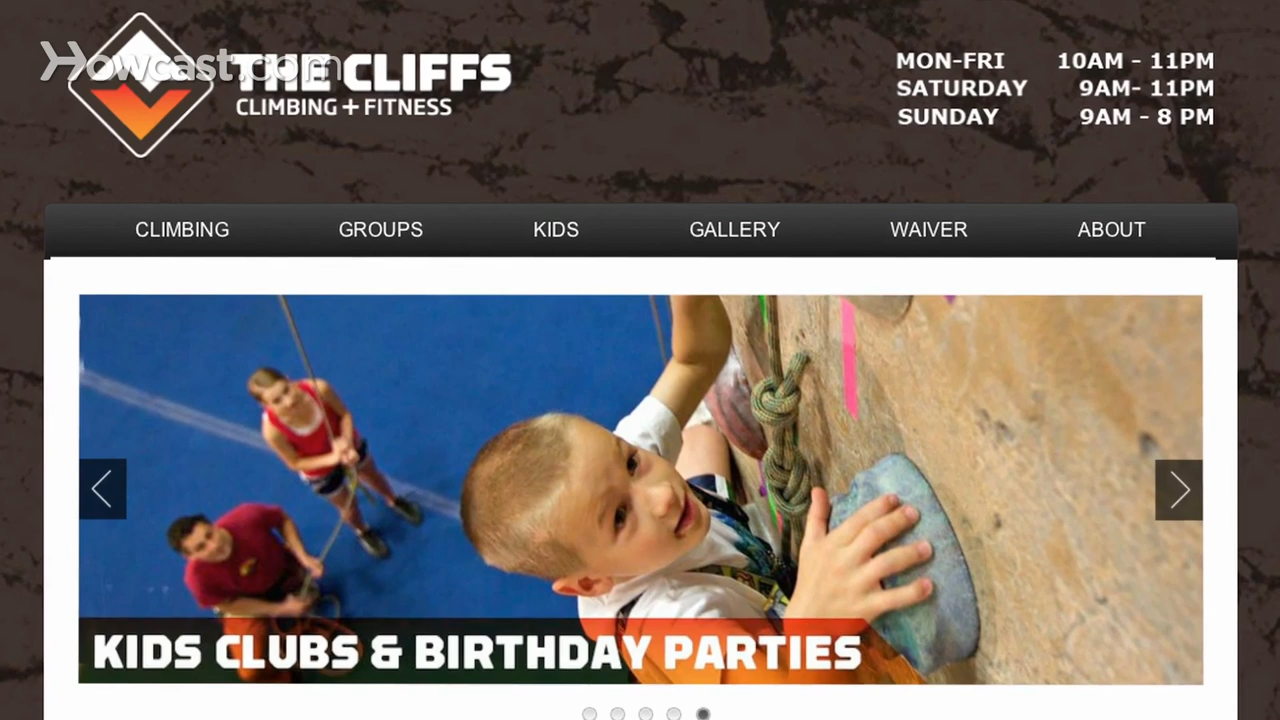 Howcast.com
THE CLIFFS
CLIMBING + FITNESS
MON-FRI 10AM - 11PM
SATURDAY 9AM- 11PM
SUNDAY 9AM - 8 PM
CLIMBING GROUPS KIDS GALLERY WAIVER ABOUT
KIDS CLUBS & BIRTHDAY PARTIES